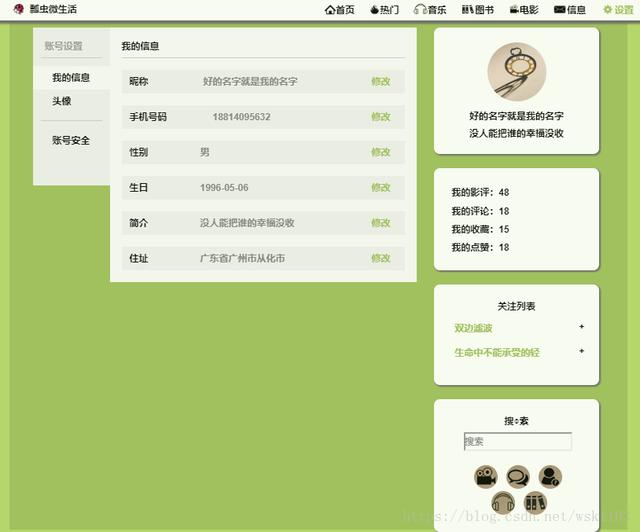 瓢虫微生活 首页 热门 音乐 图书 电影 信息 设置
账号设置
我的信息
头像
账号安全
我的信息
昵称 好的名字就是我的名字 修改
手机号码 18814095632
性别 男 修改
生日 1996-05-06 修改
简介 没人能把谁的幸福没收 修改
住址 广东省广州市从化市 修改
好的名字就是我的名字
没人能把谁的幸福没收
我的影评：48
我的评论：18
我的收藏：15
我的点赞：18
关注列表
双边滤波 +
生命中不能承受的轻 +
搜索
搜索